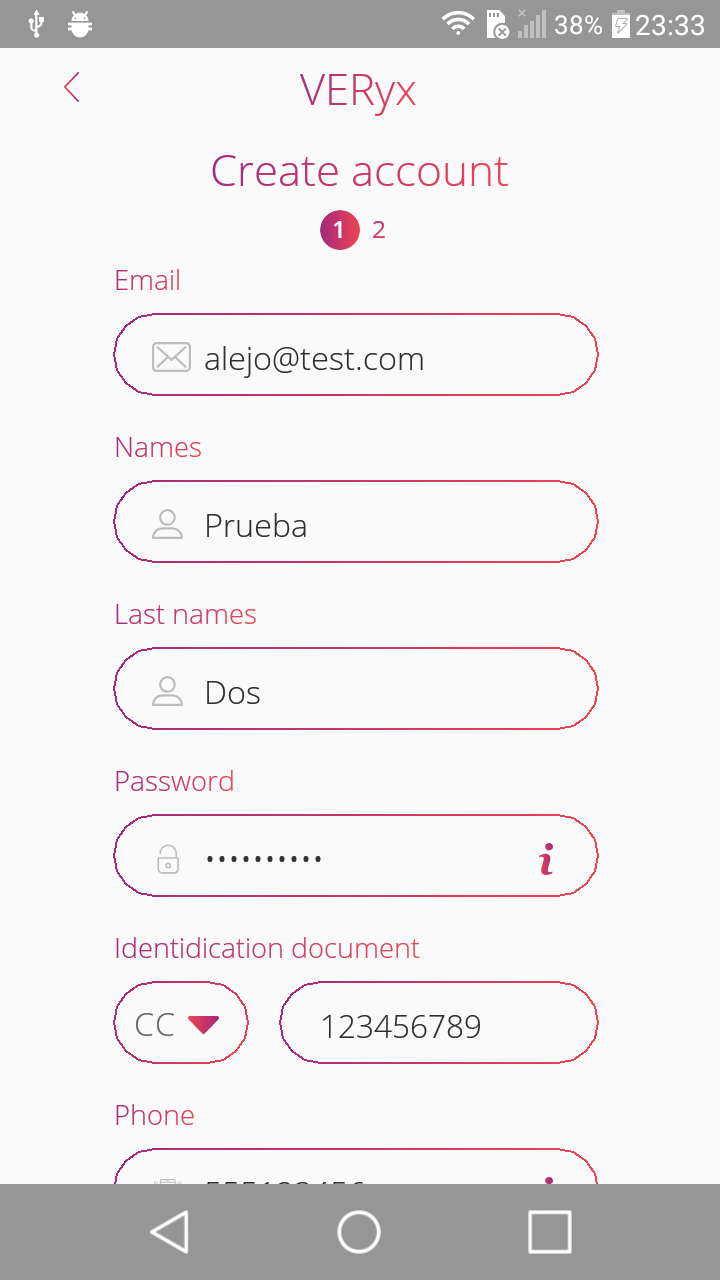 38% 23:33
VERyx
Create account
1 2
Email
alejo@test.com
Names
Prueba
Last names
Dos
Password
••••••••••
i
Identidication document
CC 123456789
Phone